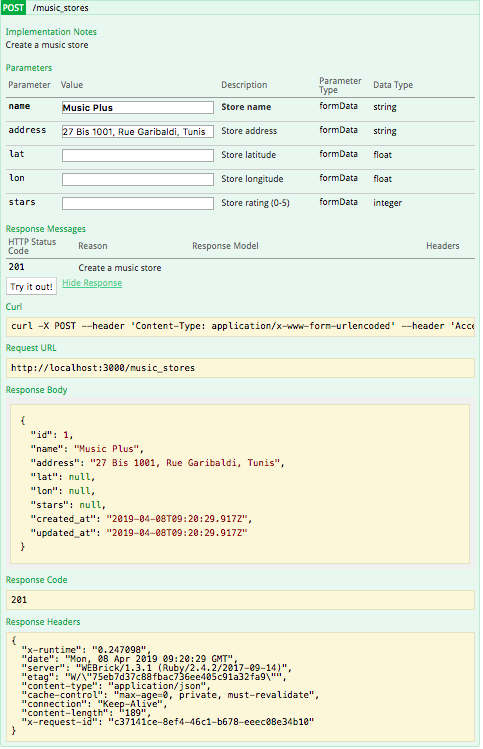 POST /music_stores
Implementation Notes
Create a music store
Parameters
Parameter Value Description Parameter Type Data Type
name Music Plus Store name formData string
address 27 Bis 1001, Rue Garibaldi, Tunis Store address formData string
lat Store latitude formData float
lon Store longitude formData float
stars Store rating (0-5) formData integer
Response Messages
HTTP Status Code Reason Response Model Headers
201 Create a music store
Try it out! Hide Response
Curl
curl -X POST --header 'Content-Type: application/x-www-form-urlencoded' --header 'Acce
Request URL
http://localhost:3000/music_stores
Response Body
{
"id": 1,
"name": "Music Plus",
"address": "27 Bis 1001, Rue Garibaldi, Tunis",
"lat": null,
"lon": null,
"stars": null,
"created_at": "2019-04-08T09:20:29.917Z",
"updated_at": "2019-04-08T09:20:29.917Z"
}
Response Code
201
Response Headers
{
"x-runtime": "0.247098",
"date": "Mon, 08 Apr 2019 09:20:29 GMT",
"server": "WEBrick/1.3.1 (Ruby/2.4.2/2017-09-14)",
"etag": "W/\"75eb7d37c88fbac736ee405c91a32fa9\"",
"content-type": "application/json",
"cache-control": "max-age=0, private, must-revalidate",
"connection": "Keep-Alive",
"content-length": "189",
"x-request-id": "c37141ce-8ef4-46c1-b678-eeec08e34b10"
}